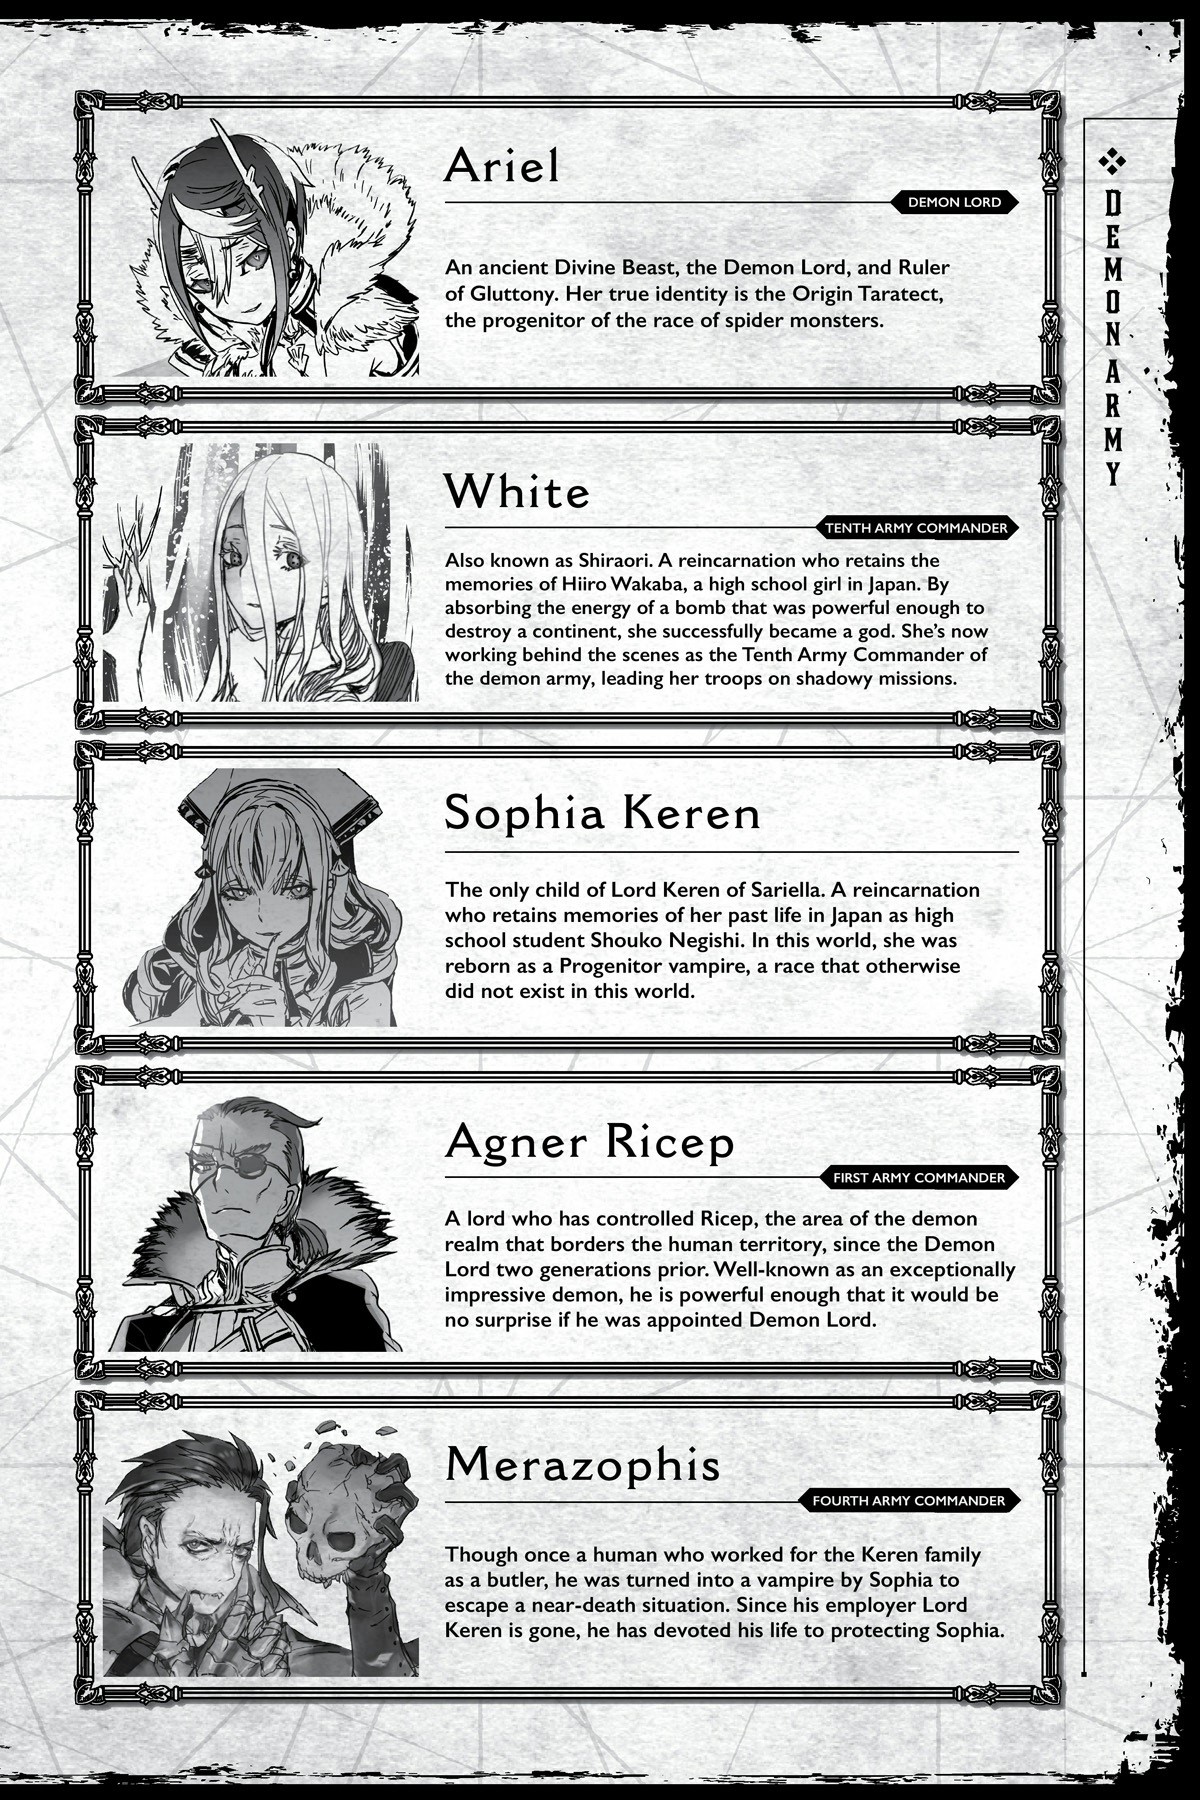 Ariel
DEMON LORD
An ancient Divine Beast, the Demon Lord, and Ruler
of Gluttony. Her true identity is the Origin Taratect,
the progenitor of the race of spider monsters.
White
TENTH ARMY COMMANDER
Also known as Shiraori. A reincarnation who retains the
memories of Hiiro Wakaba, a high school girl in Japan. By
absorbing the energy of a bomb that was powerful enough to
destroy a continent, she successfully became a god. She's now
working behind the scenes as the Tenth Army Commander of
the demon army, leading her troops on shadowy missions.
Sophia Keren
The only child of Lord Keren of Sariella. A reincarnation
who retains memories of her past life in Japan as high
school student Shouko Negishi. In this world, she was
reborn as a Progenitor vampire, a race that otherwise
did not exist in this world.
Agner Ricep
FIRST ARMY COMMANDER
A lord who has controlled Ricep, the area of the demon
realm that borders the human territory, since the Demon
Lord two generations prior. Well-known as an exceptionally
impressive demon, he is powerful enough that it would be
no surprise if he was appointed Demon Lord.
Merazophis
FOURTH ARMY COMMANDER
Though once a human who worked for the Keren family
as a butler, he was turned into a vampire by Sophia to
escape a near-death situation. Since his employer Lord
Keren is gone, he has devoted his life to protecting Sophia.
DEMON ARMY